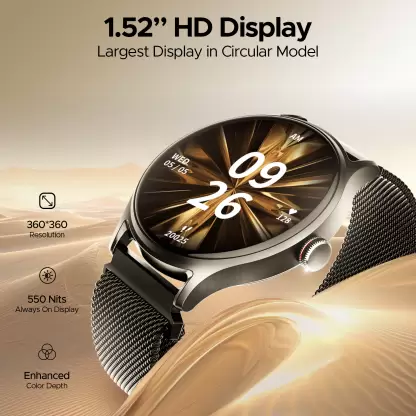 1.52” HD Display
Largest Display in Circular Model
AM
WED
05/05
09
26
126
20025
360*360
Resolution
550 Nits
Always On Display
Enhanced
Color Depth